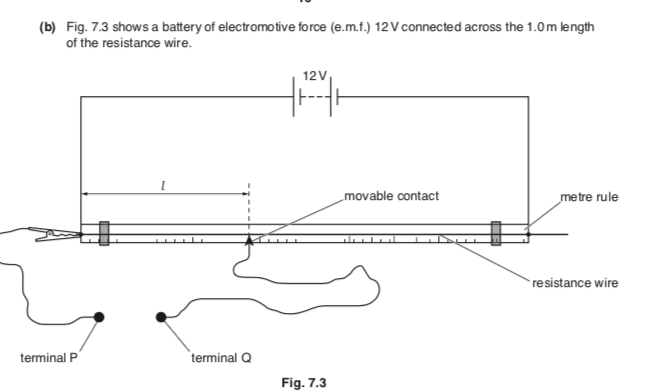 (b) Fig. 7.3 shows a battery of electromotive force (e.m.f.) 12 V connected across the 1.0 m length
of the resistance wire.
12 V
l
movable contact
metre rule
resistance wire
terminal P
terminal Q
Fig. 7.3